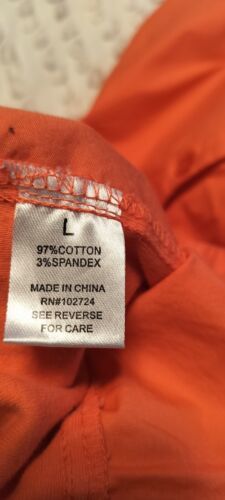 L
97%COTTON
3%SPANDEX
MADE IN CHINA
RN#102724
SEE REVERSE
FOR CARE